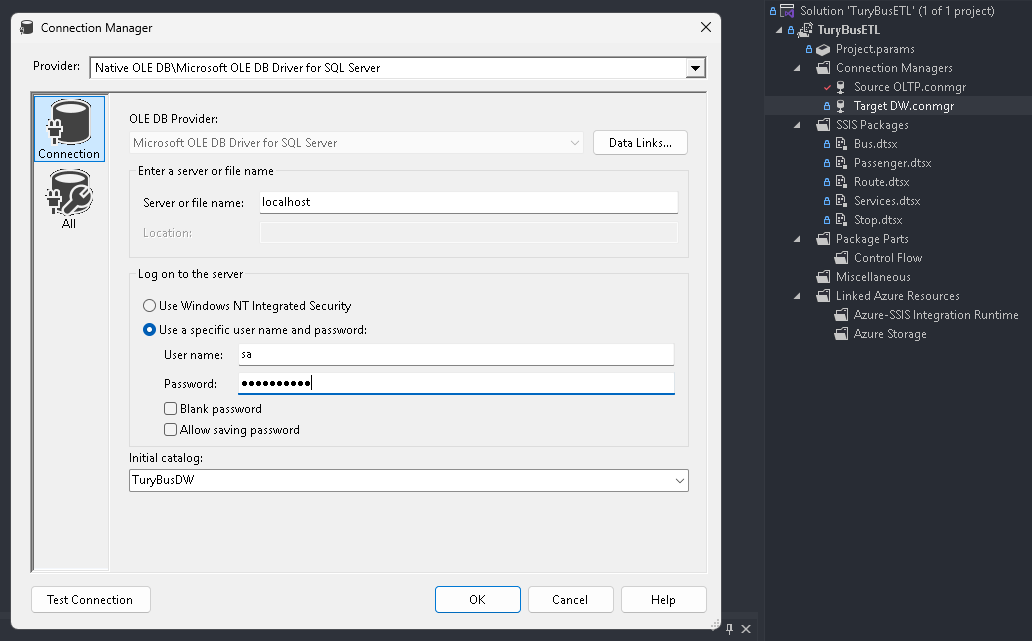 Connection Manager
Provider: Native OLE DB\Microsoft OLE DB Driver for SQL Server
Connection
All
OLE DB Provider:
Microsoft OLE DB Driver for SQL Server
Data Links...
Enter a server or file name
Server or file name: localhost
Location:
Log on to the server
Use Windows NT Integrated Security
Use a specific user name and password:
User name: sa
Password: ●●●●●●●●●●
Blank password
Allow saving password
Initial catalog:
TuryBusDW
Test Connection
OK
Cancel
Help
Solution 'TuryBusETL' (1 of 1 project)
TuryBusETL
Project.params
Connection Managers
Source OLTP.conmgr
Target DW.conmgr
SSIS Packages
Bus.dtsx
Passenger.dtsx
Route.dtsx
Services.dtsx
Stop.dtsx
Package Parts
Control Flow
Miscellaneous
Linked Azure Resources
Azure-SSIS Integration Runtime
Azure Storage